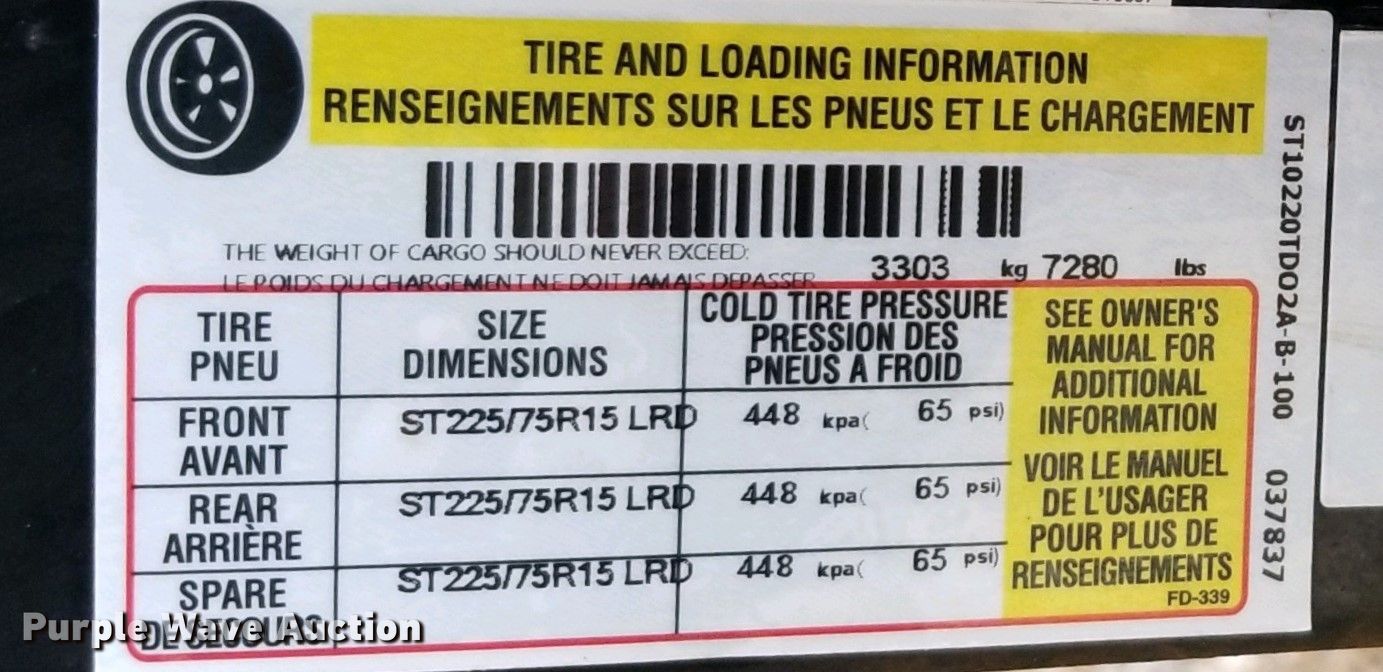 TIRE AND LOADING INFORMATION
RENSEIGNEMENTS SUR LES PNEUS ET LE CHARGEMENT
THE WEIGHT OF CARGO SHOULD NEVER EXCEED:
LE POIDS DU CHARGEMENT NE DOIT JAMAIS DEPASSER
3303 kg 7280 lbs
TIRE
PNEU
SIZE
DIMENSIONS
COLD TIRE PRESSURE
PRESSION DES
PNEUS A FROID
FRONT
AVANT
ST225/75R15 LRD
448 kpa( 65 psi)
REAR
ARRIÈRE
ST225/75R15 LRD
448 kpa( 65 psi)
SPARE
DE SECOURS
ST225/75R15 LRD
448 kpa( 65 psi)
SEE OWNER'S
MANUAL FOR
ADDITIONAL
INFORMATION
VOIR LE MANUEL
DE L'USAGER
POUR PLUS DE
RENSEIGNEMENTS
FD-339
ST10220TDO2A-B-100 037837
Purple Wave Auction